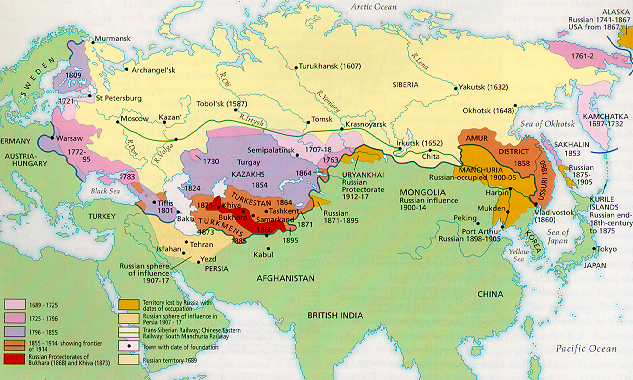 Arctic Ocean
ALASKA
Russian 1741-1867
USA from 1867
Murmansk
1761-2
SWEDEN
1809
Archangel'sk
Turukhansk (1607)
R.Ob
R.Yenisey
R.Lena
SIBERIA
Yakutsk (1632)
1721
St Petersburg
Tobol'sk (1587)
Okhotsk (1648)
KAMCHATKA
1697-1732
Moscow
Kazan'
R.Irtysh
Tomsk
Krasnoyarsk
Sea of Okhotsk
GERMANY
Warsaw
R.Don
R.Volga
Semipalatinsk
1707-18
Irkutsk (1652)
Chita
AMUR
DISTRICT
1858
SAKHALIN
1853
AUSTRIA-
HUNGARY
1772-
95
1730
Turgay
1763
URYANKHAI
Russian
Protectorate
1912-17
MANCHURIA
Russian-occupied 1900-05
USSURI 1860
Russian
1875-
1905
KAZAKHS
1854
1864
1783
1824
MONGOLIA
Russian influence
1900-14
Harbin
Black Sea
Tiflis
1801
Khiva
TURKESTAN
1864
Tashkent
Russian
1871-1895
Mukden
Vladivostok
(1860)
KURILE
ISLANDS
Russian end-
century
to 1875
TURKEY
Baku
Bukhara
Samarkand
1868
1871
Peking
TURKMENS
1873
1885
1895
Port Arthur
Russian 1898-1905
KOREA
Sea of
Japan
Tehran
Kabul
Isfahan
Yezd
PERSIA
Yellow
Sea
Tokyo
JAPAN
Russian sphere of
influence
1907-17
AFGHANISTAN
CHINA
BRITISH INDIA
Pacific Ocean
1689 - 1725
1725 - 1796
1796 - 1855
1855 - 1914 showing frontier
of 1914
Russian Protectorates of
Bukhara (1868) and Khiva (1873)
Territory lost by Russia with
dates of occupation
Russian sphere of influence in
Persia 1907 - 17
Trans-Siberian Railway; Chinese Eastern
Railway; South Manchuria Railway
Town with date of foundation
Russian territory 1689